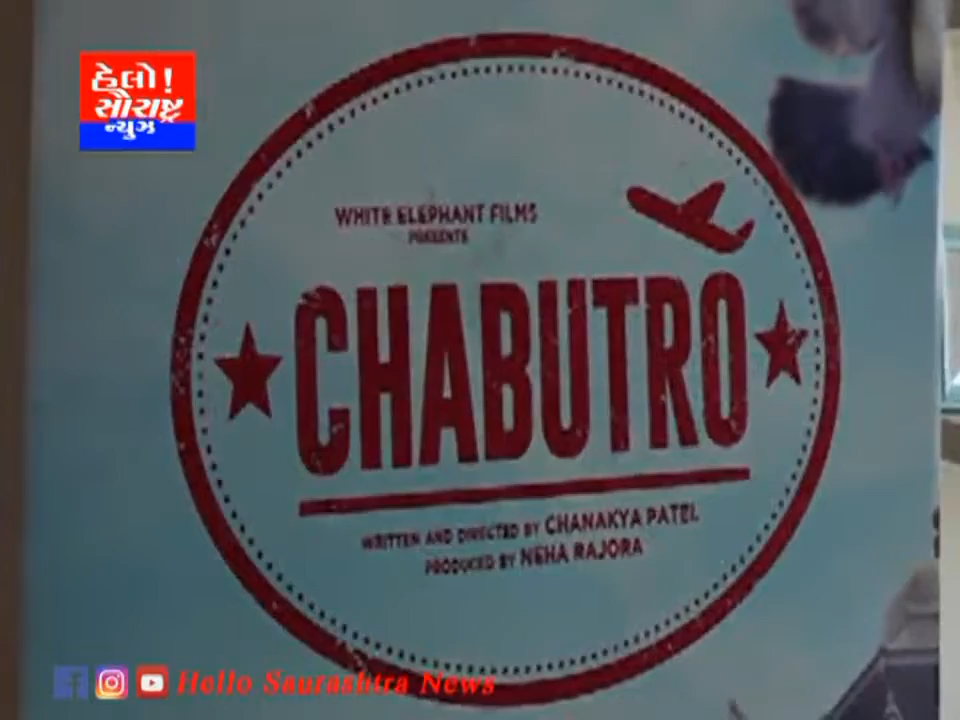 હેલો!
સૌરાષ્ટ્ર
ન્યુઝ
WHITE ELEPHANT FILMS
PRESENTS
CHABUTRO
WRITTEN AND DIRECTED BY CHANAKYA PATEL
PRODUCED BY NEHA RAJORA
Hello Saurashtra News